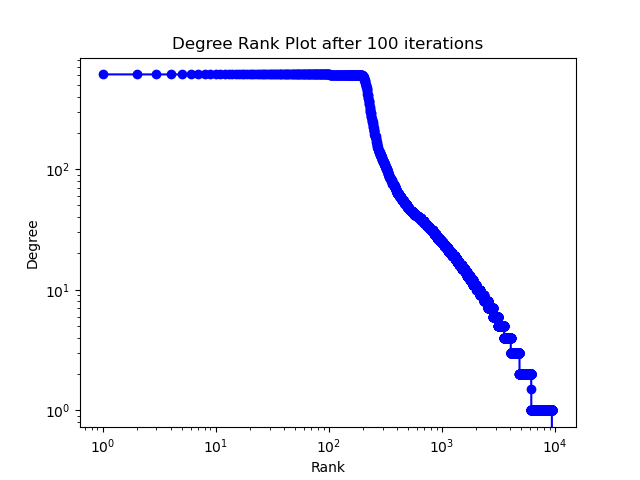 Degree Rank Plot after 100 iterations
Degree
10²
10¹
10⁰
10⁰ 10¹ 10² 10³ 10⁴
Rank